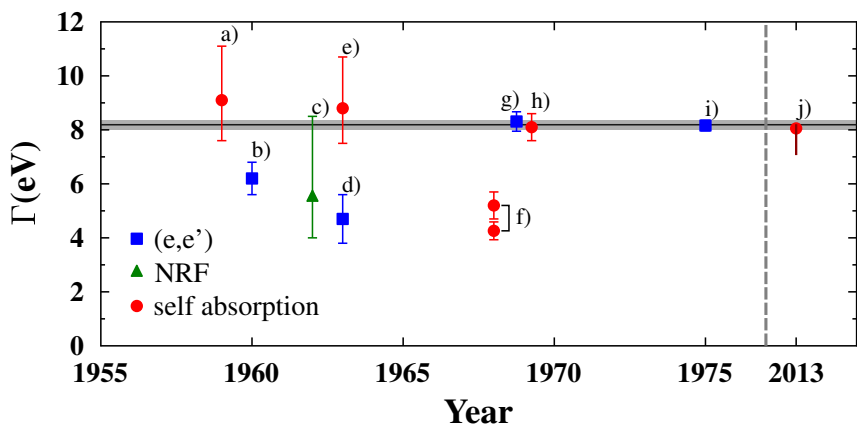 12
10
8
6
4
2
0
Γ(eV)
a)
b)
c)
d)
e)
f)
g)
h)
i)
j)
(e,e’)
NRF
self absorption
1955
1960
1965
1970
1975
2013
Year